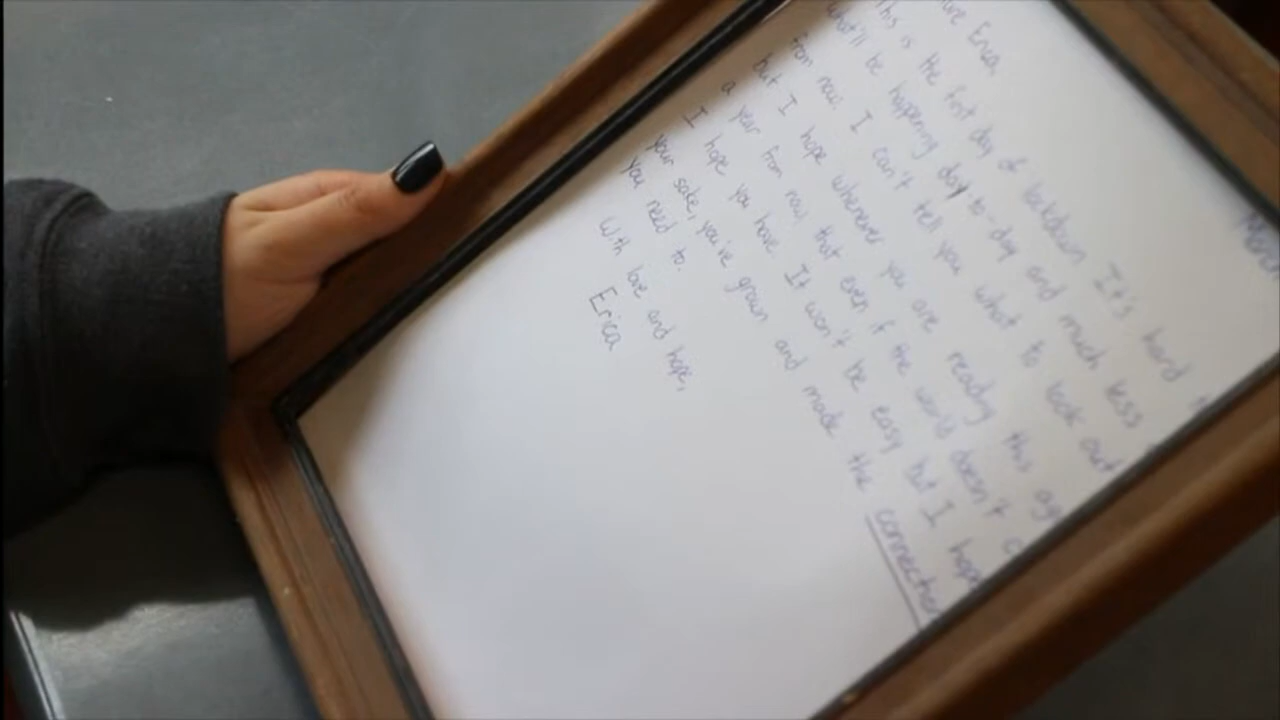 March
Erica,
This is the first day of lockdown It's hard
what'll be happening day to-day and much less
from now. I can't tell you what to look out
but I hope whenever you are reading this
a year from now, that even if the world doesn't
I hope you have. It won't be easy but I hope
your sake, you've grown and made the connection
you need to.
With love and hope,
Erica